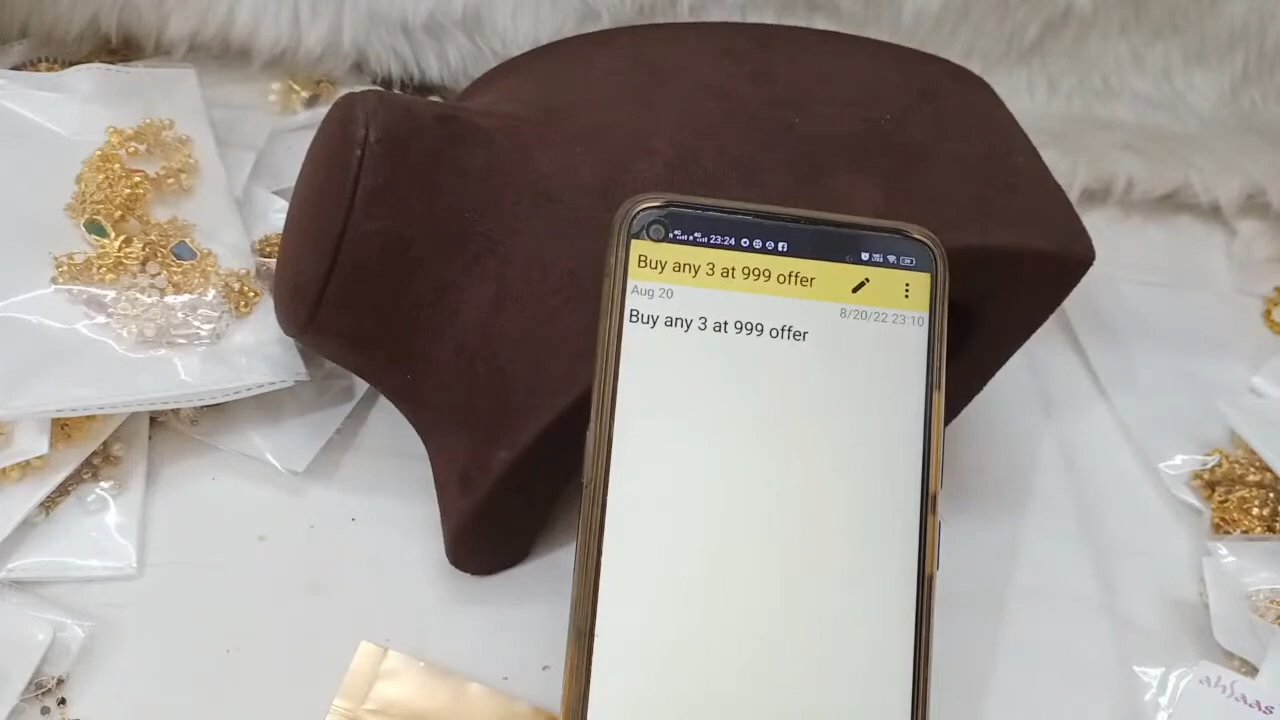 23:24
Buy any 3 at 999 offer
Aug 20
8/20/22 23:10
Buy any 3 at 999 offer
ahsaas